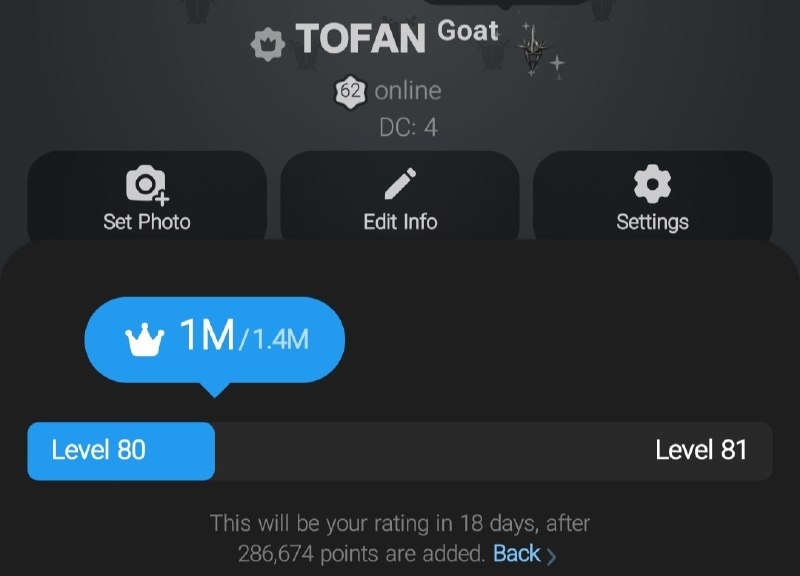 TOFAN Goat
62 online
DC: 4
Set Photo Edit Info Settings
1M/1.4M
Level 80 Level 81
This will be your rating in 18 days, after
286,674 points are added. Back >